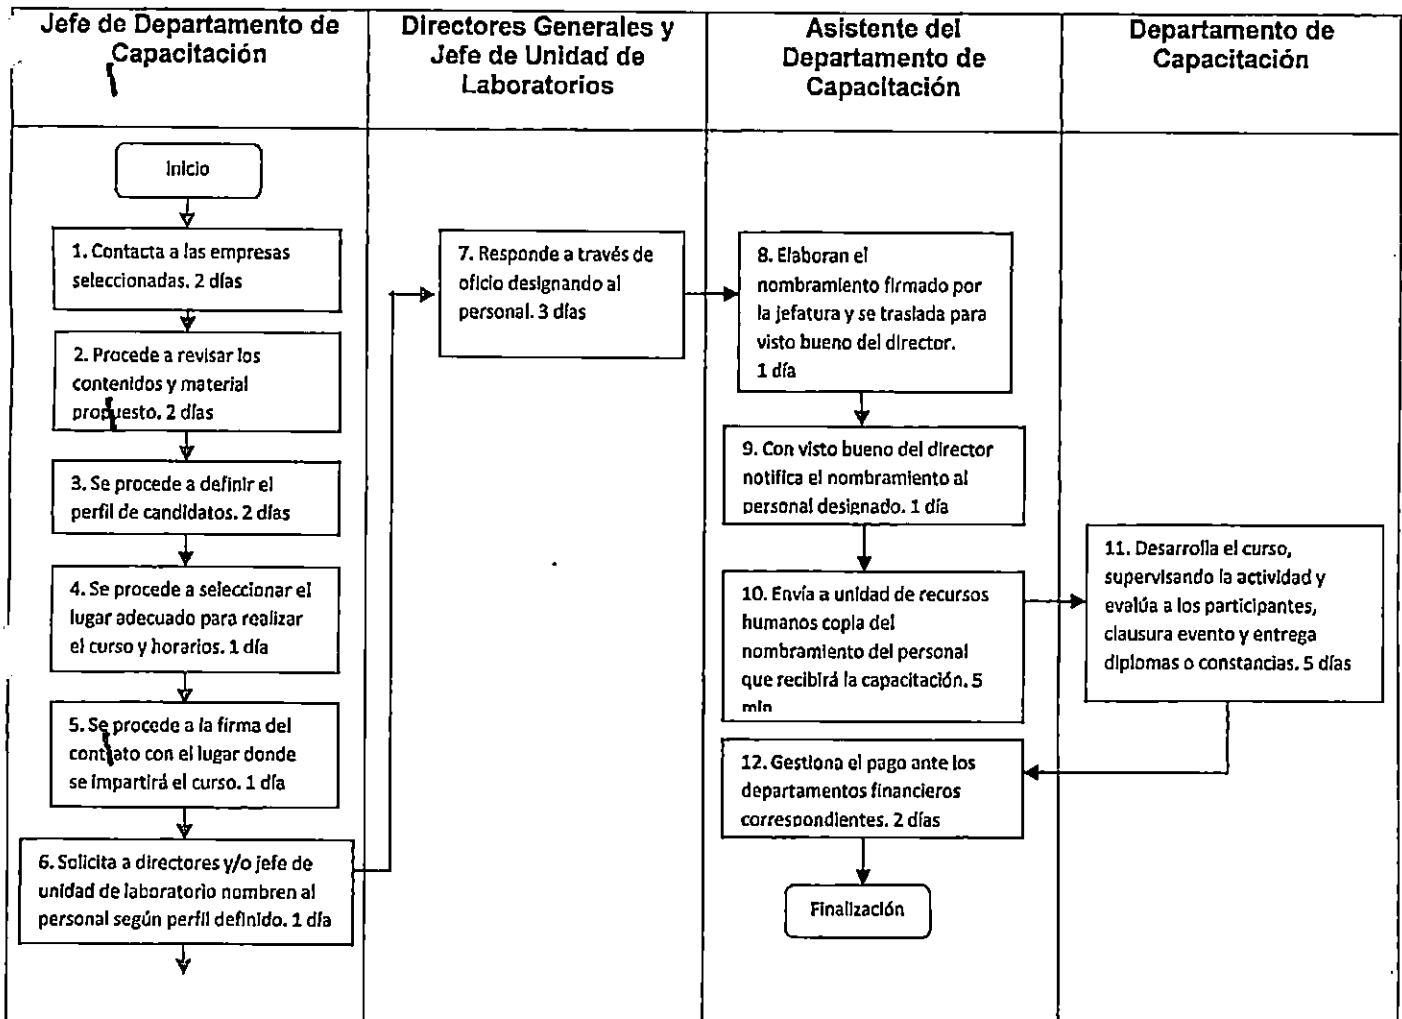 Jefe de Departamento de
Capacitación
Directores Generales y
Jefe de Unidad de
Laboratorios
Asistente del
Departamento de
Capacitación
Departamento de
Capacitación
Inicio
1. Contacta a las empresas
seleccionadas. 2 días
2. Procede a revisar los
contenidos y material
propuesto. 2 días
3. Se procede a definir el
perfil de candidatos. 2 días
4. Se procede a seleccionar el
lugar adecuado para realizar
el curso y horarios. 1 día
5. Se procede a la firma del
contrato con el lugar donde
se impartirá el curso. 1 día
6. Solicita a directores y/o jefe de
unidad de laboratorio nombren al
personal según perfil definido. 1 día
7. Responde a través de
oficio designando al
personal. 3 días
8. Elaboran el
nombramiento firmado por
la jefatura y se traslada para
visto bueno del director.
1 día
9. Con visto bueno del director
notifica el nombramiento al
personal designado. 1 día
10. Envía a unidad de recursos
humanos copia del
nombramiento del personal
que recibirá la capacitación. 5
min
11. Desarrolla el curso,
supervisando la actividad y
evalúa a los participantes,
clausura evento y entrega
diplomas o constancias. 5 días
12. Gestiona el pago ante los
departamentos financieros
correspondientes. 2 días
Finalización